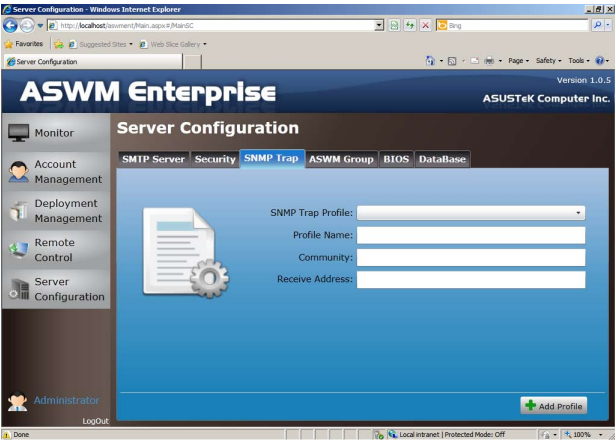 Server Configuration - Windows Internet Explorer
http://localhost/aswment/Main.aspx#/MainSC
Bing
Favorites
Suggested Sites
Web Slice Gallery
Server Configuration
Page
Safety
Tools
Version 1.0.5
ASWM Enterprise
ASUSTeK Computer Inc.
Monitor
Account
Management
Deployment
Management
Remote
Control
Server
Configuration
Administrator
LogOut
Server Configuration
SMTP Server
Security
SNMP Trap
ASWM Group
BIOS
DataBase
SNMP Trap Profile:
Profile Name:
Community:
Receive Address:
Add Profile
Done
Local intranet | Protected Mode: Off
100%